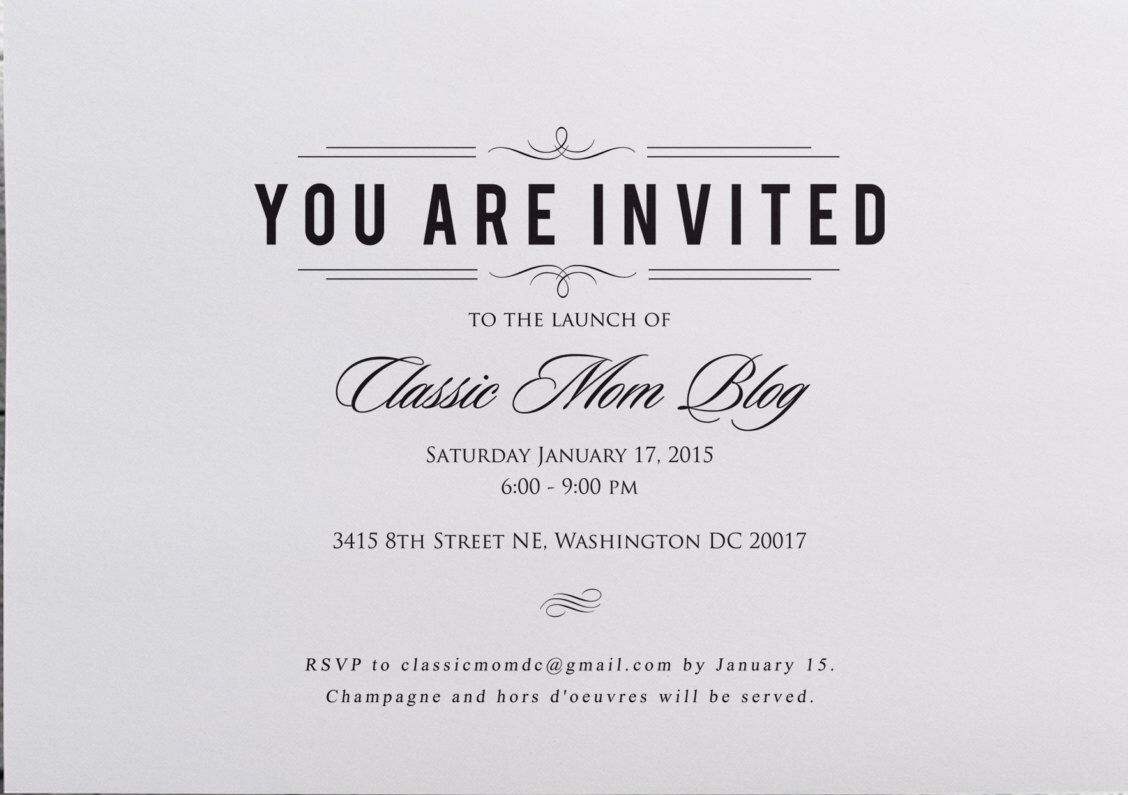 YOU ARE INVITED
TO THE LAUNCH OF
Classic Mom Blog
Saturday January 17, 2015
6:00 - 9:00 PM
3415 8th Street NE, Washington DC 20017
RSVP to classicmomdc@gmail.com by January 15.
Champagne and hors d'oeuvres will be served.